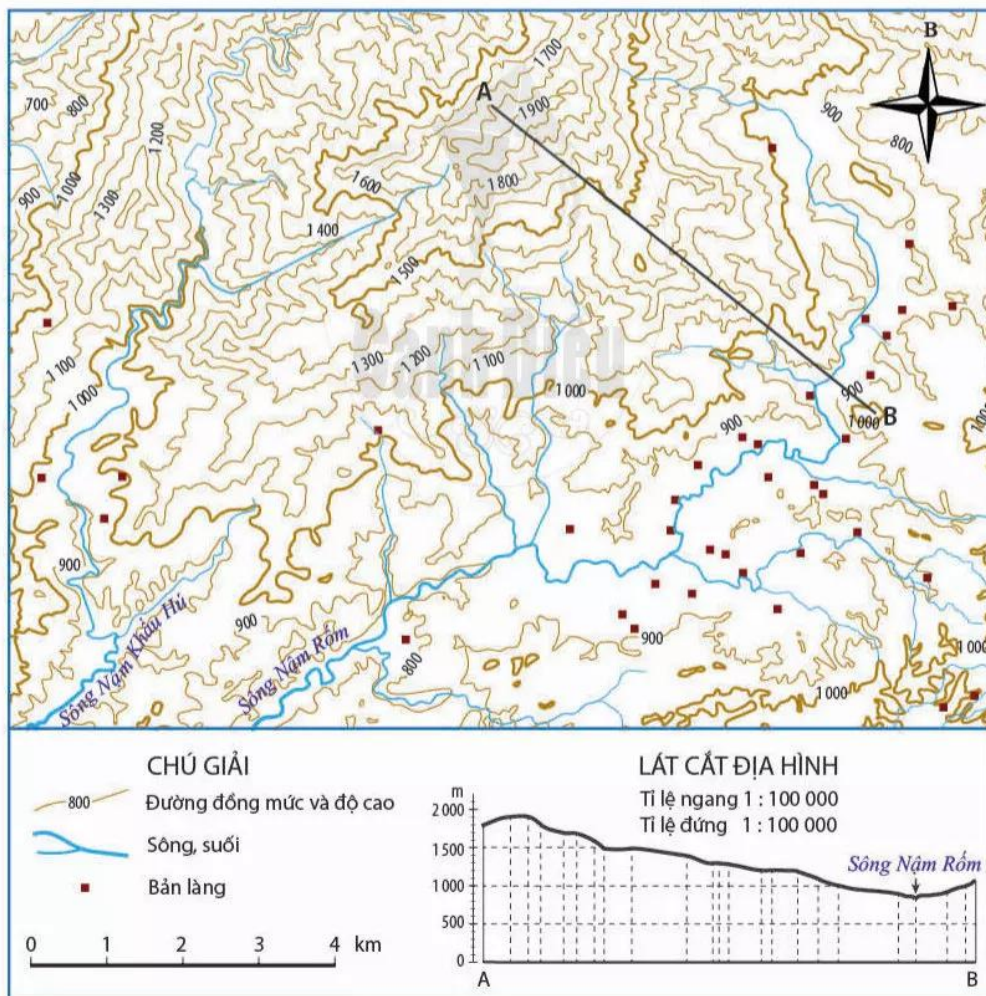 B
1 700
A
1 900
900
700
800
800
1 200
900
1 000
1 600
1 300
1 800
1 400
1 500
Cánh Diều
1 100
1 300
1 200
1 100
1 000
1 000
900
B
1 000
900
1 000
900
Sông Nậm Khẩu Hú
900
Sông Nậm Rốm
800
900
1 000
1 000
CHÚ GIẢI
800
Đường đồng mức và độ cao
Sông, suối
Bản làng
0 1 2 3 4 km
LÁT CẮT ĐỊA HÌNH
Tỉ lệ ngang 1 : 100 000
Tỉ lệ đứng 1 : 100 000
m
2 000
1 500
Sông Nậm Rốm
1 000
500
0
A
B